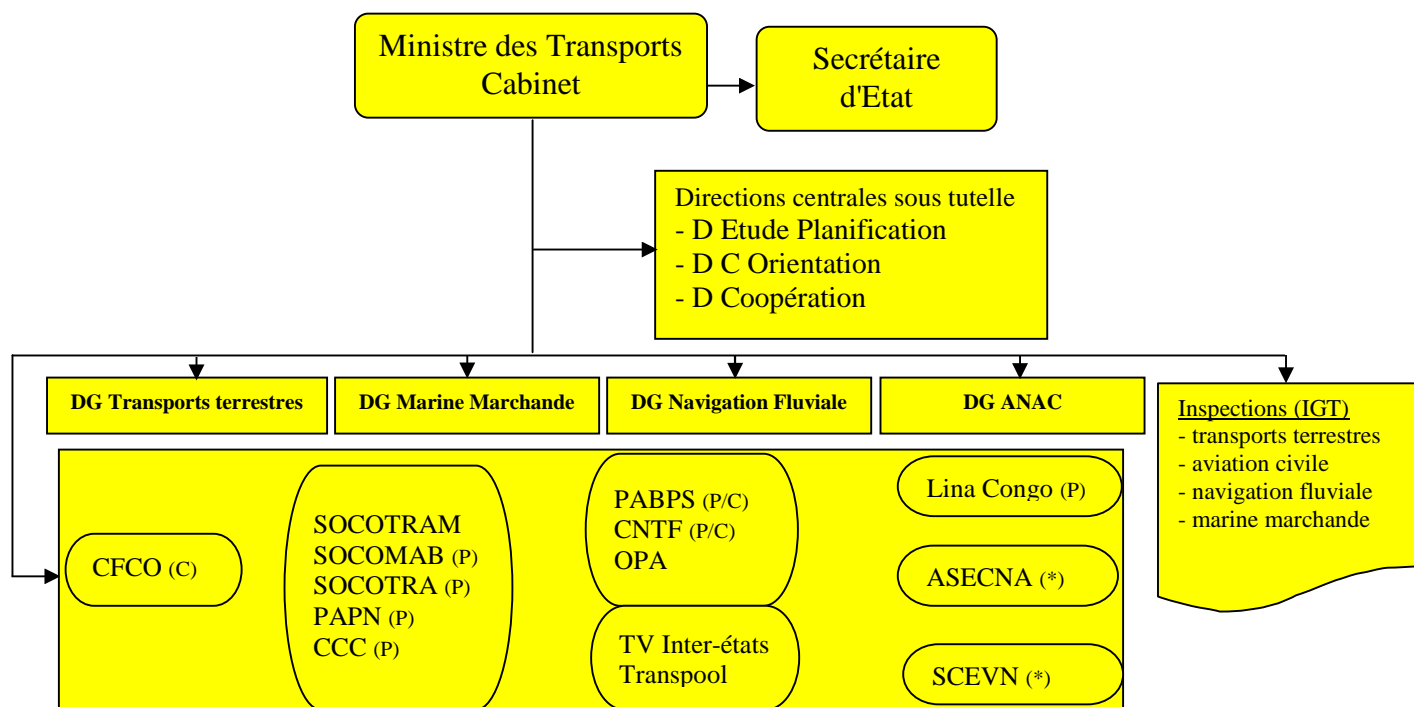 Ministre des Transports
Cabinet
Secrétaire
d'Etat
Directions centrales sous tutelle
- D Etude Planification
- D C Orientation
- D Coopération
DG Transports terrestres
DG Marine Marchande
DG Navigation Fluviale
DG ANAC
Inspections (IGT)
- transports terrestres
- aviation civile
- navigation fluviale
- marine marchande
CFCO (C)
SOCOTRAM
SOCOMAB (P)
SOCOTRA (P)
PAPN (P)
CCC (P)
PABPS (P/C)
CNTF (P/C)
OPA
TV Inter-états
Transpool
Lina Congo (P)
ASECNA (*)
SCEVN (*)